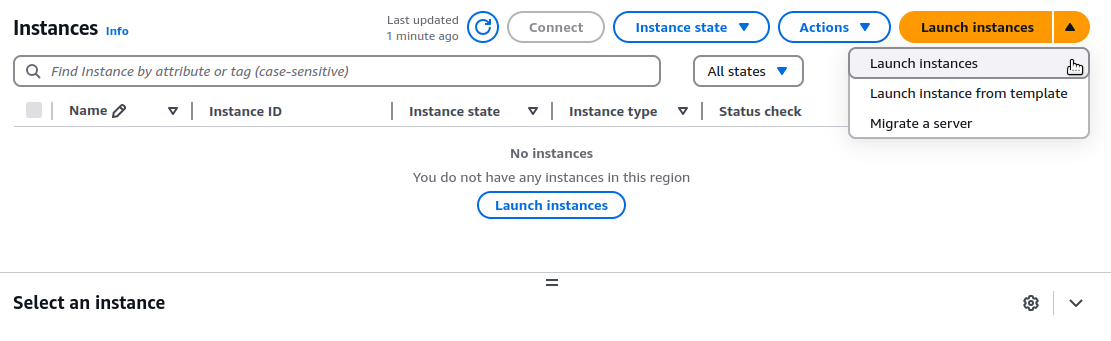 Instances Info
Last updated
1 minute ago
Connect
Instance state
Actions
Launch instances
Find Instance by attribute or tag (case-sensitive)
All states
Launch instances
Launch instance from template
Migrate a server
Name
Instance ID
Instance state
Instance type
Status check
No instances
You do not have any instances in this region
Launch instances
Select an instance